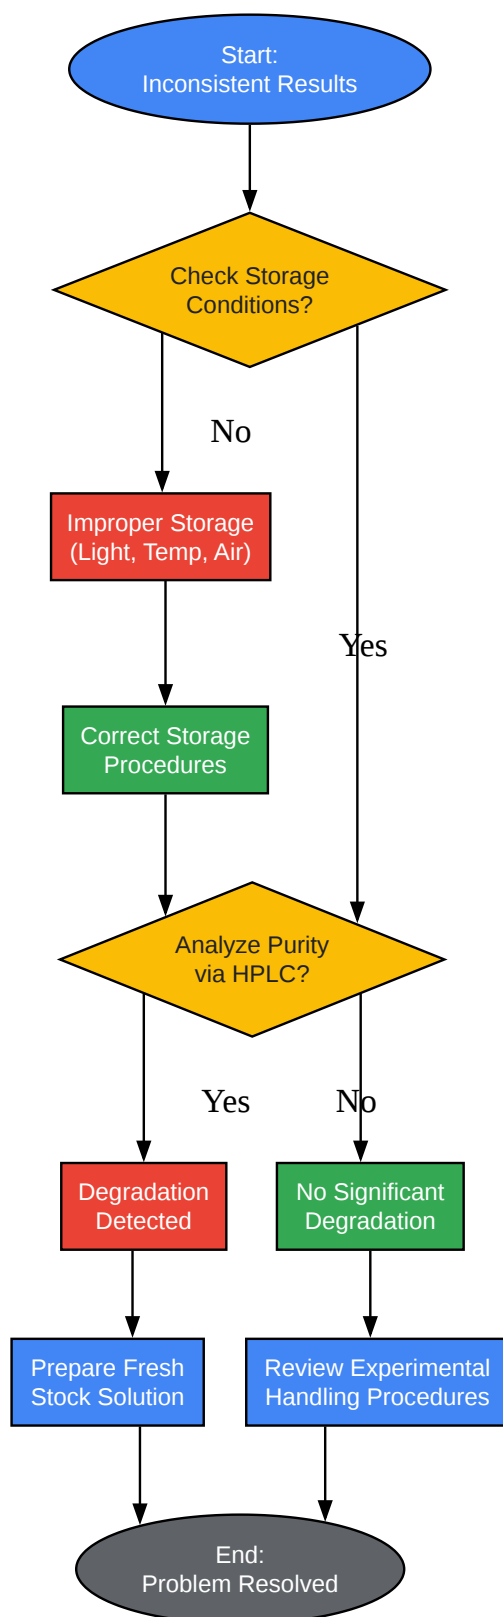 Start:
Inconsistent Results
Check Storage
Conditions?
No
Improper Storage
(Light, Temp, Air)
Yes
Correct Storage
Procedures
Analyze Purity
via HPLC?
Yes
No
Degradation
Detected
No Significant
Degradation
Prepare Fresh
Stock Solution
Review Experimental
Handling Procedures
End:
Problem Resolved